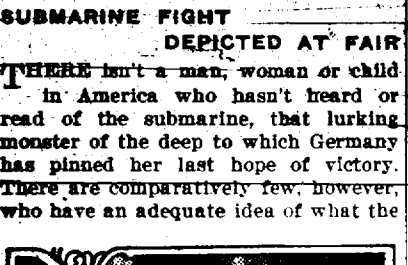 SUBMARINE FIGHT
DEPICTED AT FAIR
THERE isn't a man, woman or child
in America who hasn't heard or
read of the submarine, that lurking
monster of the deep to which Germany
has pinned her last hope of victory.
There are comparatively few, however,
who have an adequate idea of what the